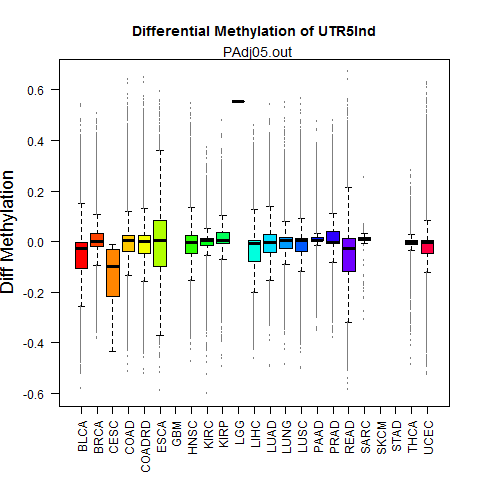 Differential Methylation of UTR5Ind
PAdj05.out
Diff Methylation
0.6
0.4
0.2
0.0
-0.2
-0.4
-0.6
BLCA
BRCA
CESC
COAD
COADRD
ESCA
GBM
HNSC
KIRC
KIRP
LGG
LIHC
LUAD
LUNG
LUSC
PAAD
PRAD
READ
SARC
SKCM
STAD
THCA
UCEC